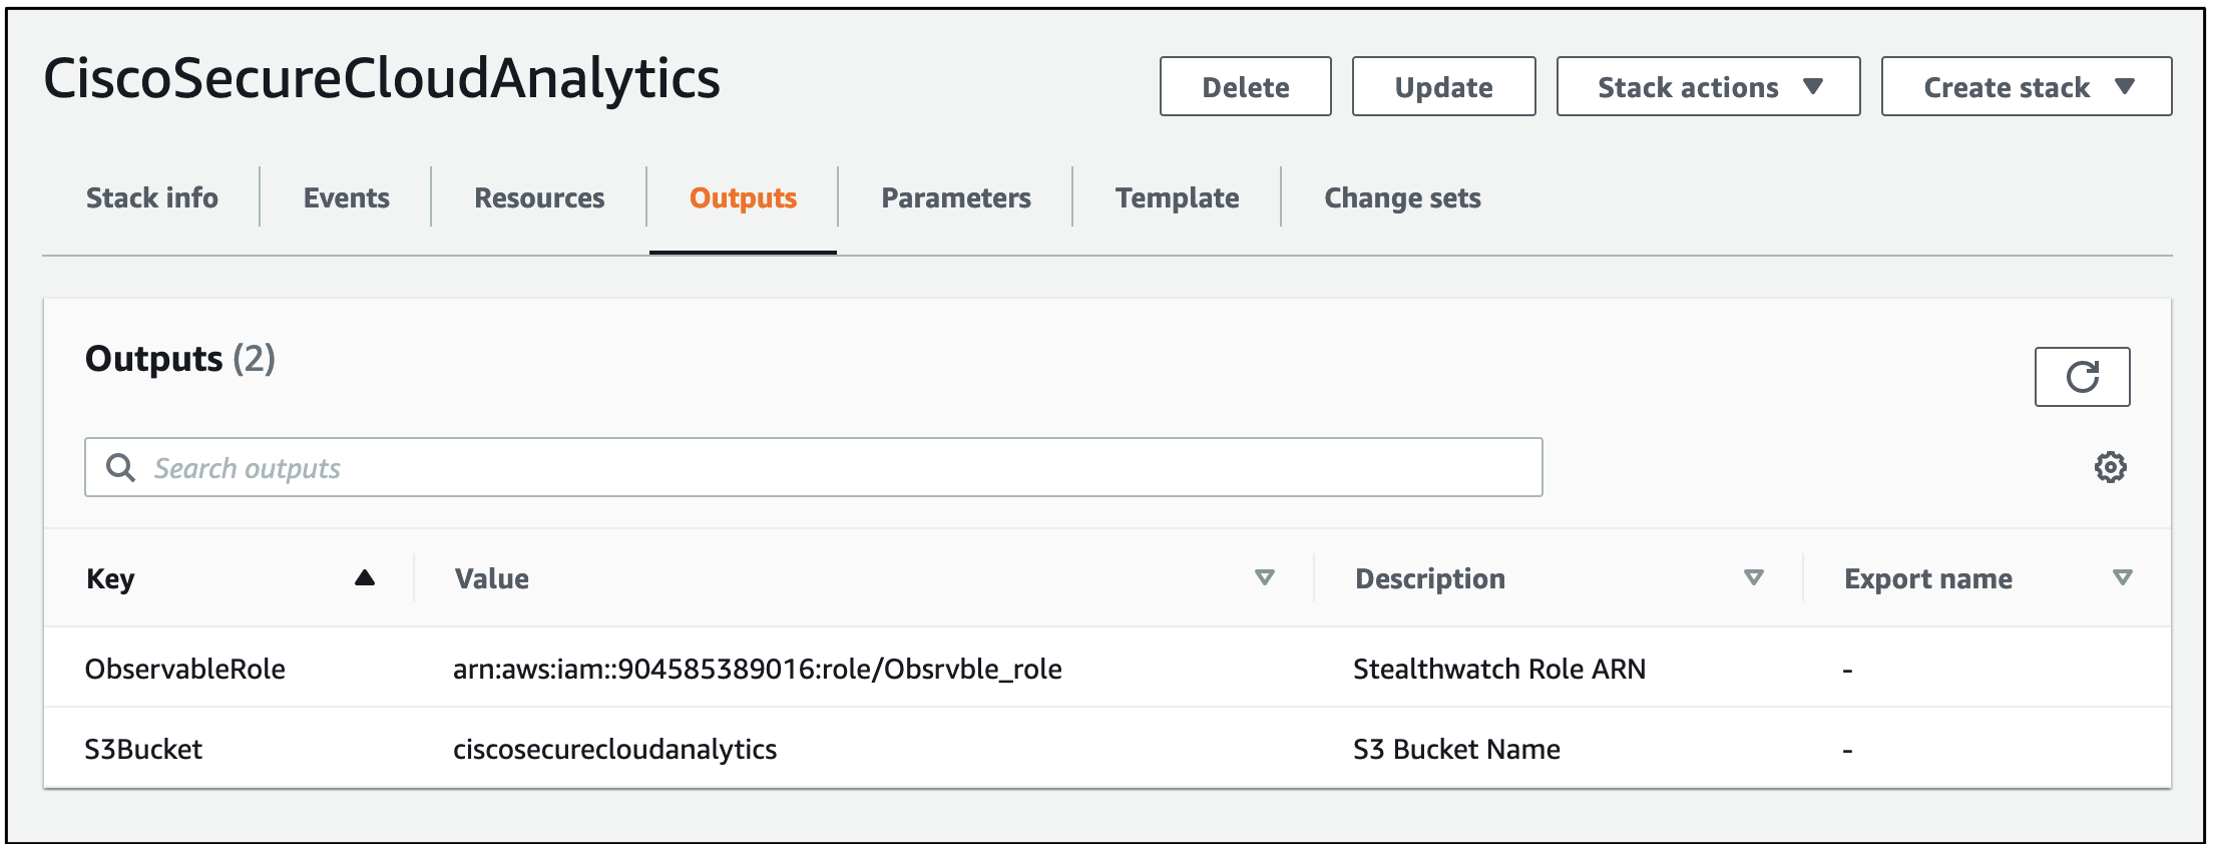 CiscoSecureCloudAnalytics
Delete Update Stack actions Create stack
Stack info Events Resources Outputs Parameters Template Change sets
Outputs (2)
Search outputs
Key Value Description Export name
ObservableRole arn:aws:iam::904585389016:role/Obsrvble_role Stealthwatch Role ARN -
S3Bucket ciscosecurecloudanalytics S3 Bucket Name -